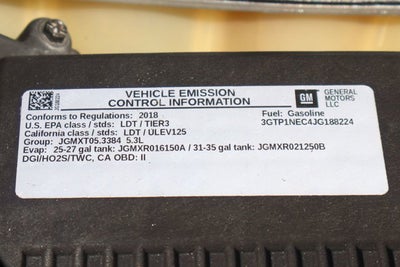 VEHICLE EMISSION
CONTROL INFORMATION
GM
GENERAL
MOTORS
LLC
Conforms to Regulations: 2018
Fuel: Gasoline
U.S. EPA class / stds: LDT / TIER3
3GTP1NEC4JG188224
California class / stds: LDT / ULEV125
Group: JGMXT05.3384 5.3L
Evap: 25-27 gal tank: JGMXR016150A / 31-35 gal tank: JGMXR021250B
DGI/HO2S/TWC, CA OBD: II